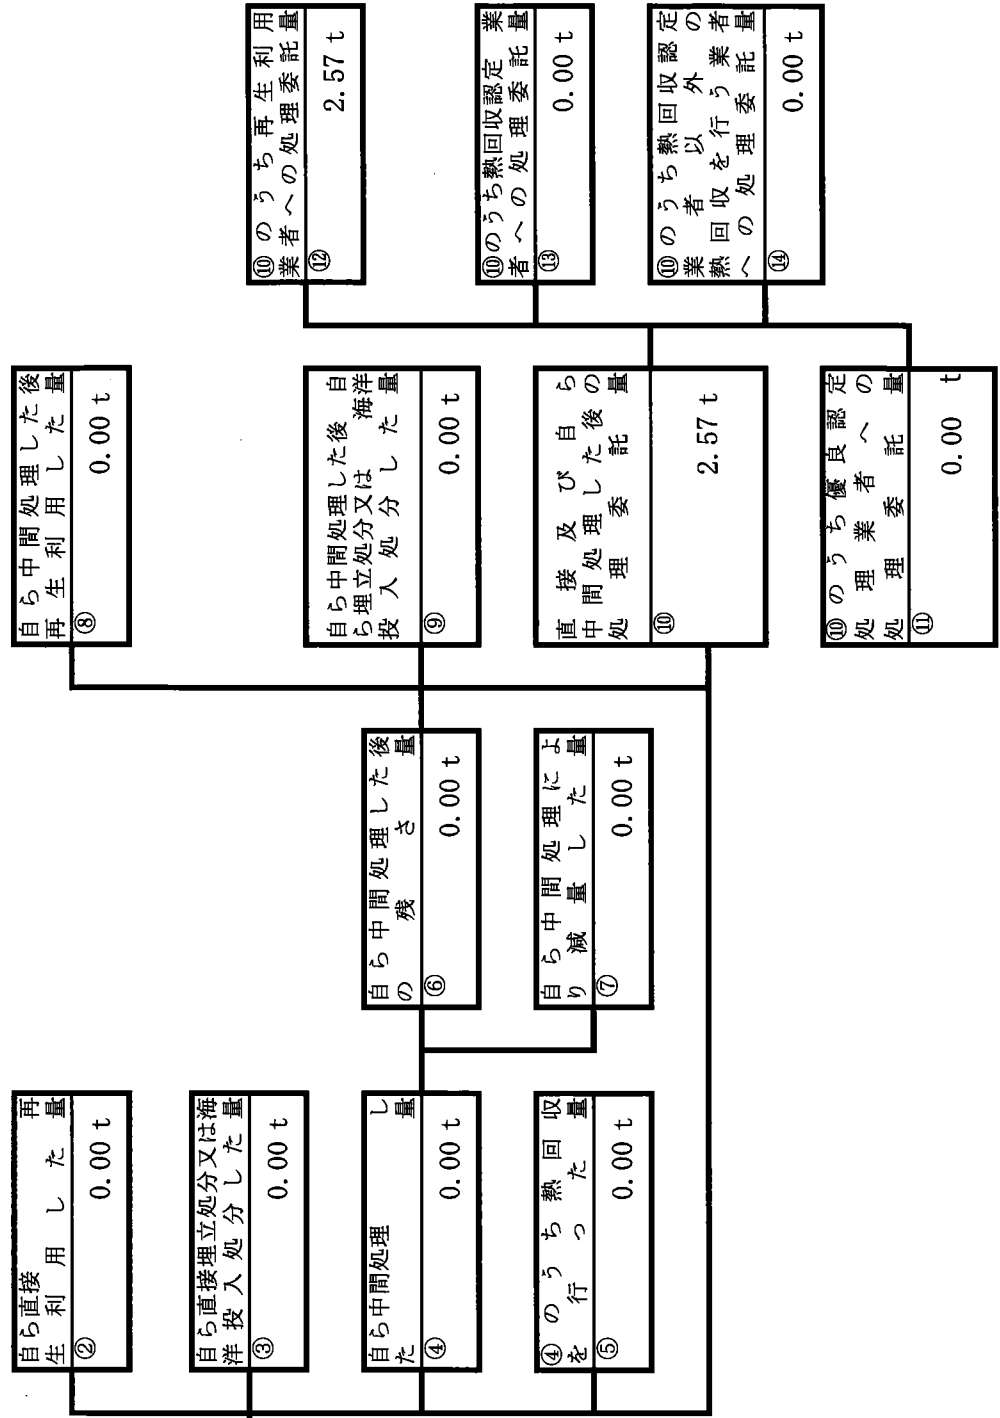 自ら直接 再
生利用した量
② 0.00 t
自ら直接埋立処分又は海
洋投入処分した量
③ 0.00 t
自ら中間処理 し
た 量
④ 0.00 t
④のうち熱回収
を行った量
⑤ 0.00 t
自ら中間処理した後
の残さ量
⑥ 0.00 t
自ら中間処理によ
り減量した量
⑦ 0.00 t
自ら中間処理した後
再生利用した量
⑧ 0.00 t
自ら中間処理した後 自
ら埋立処分又は 海洋
投入処分した量
⑨ 0.00 t
直接及び自ら
中間処理した後の
処理委託量
⑩ 2.57 t
⑩のうち優良認定
処理業者への
処理委託量
⑪ 0.00 t
⑩のうち再生利用
業者への処理委託量
⑫ 2.57 t
⑩のうち熱回収認定 業
者への処理委託量
⑬ 0.00 t
⑩のうち熱回収認定
業者以外の
熱回収を行う業者
への処理委託量
⑭ 0.00 t